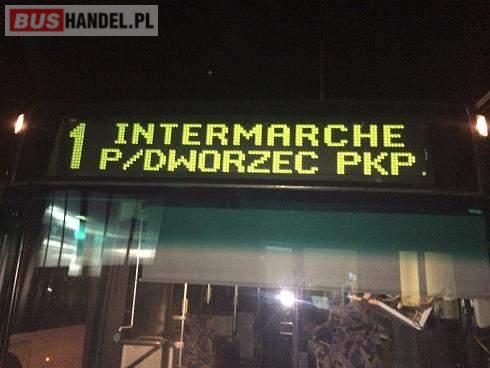 BUSHANDEL.PL
1 INTERMARCHE
P/DWORZEC PKP.